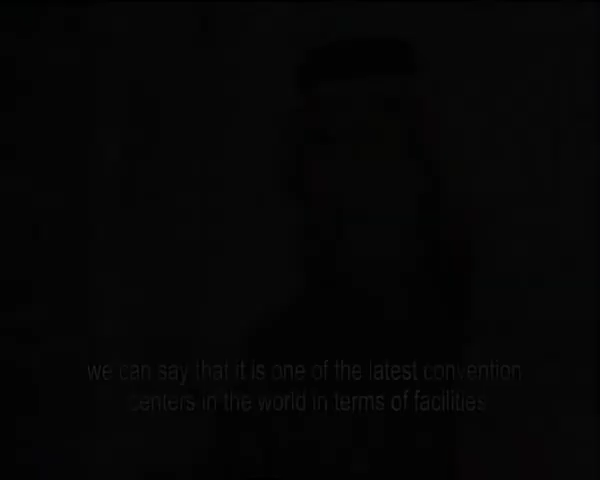 we can say that it is one of the latest convention
centers in the world in terms of facilities